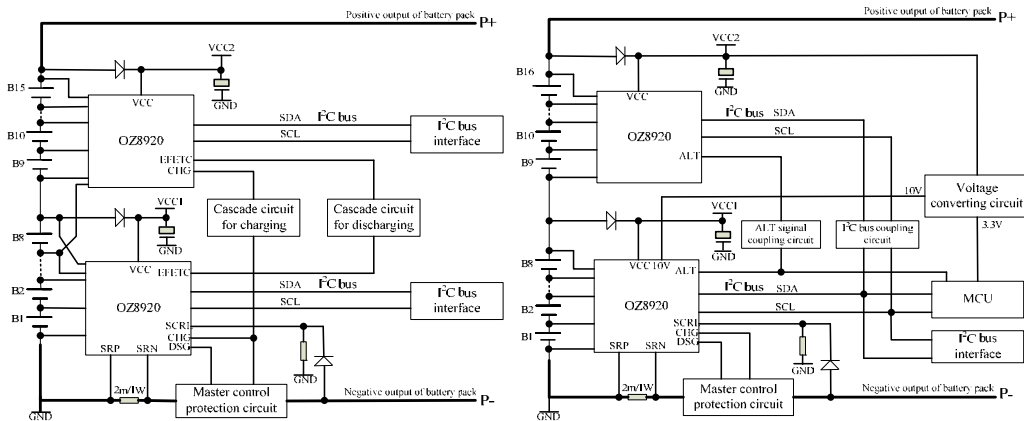 Positive output of battery pack P+
VCC2
GND
B15
B10
B9
VCC
OZ8920
SDA I²C bus
SCL
I²C bus
interface
EFETC
CHG
Cascade circuit
for charging
Cascade circuit
for discharging
VCC1
GND
B8
B2
B1
VCC
EFETC
OZ8920
SDA I²C bus
SCL
I²C bus
interface
SCRL
CHG
DSG
SRP SRN
GND
2m/1W
Master control
protection circuit
Negative output of battery pack P-
GND
Positive output of battery pack P+
VCC2
GND
B16
B10
B9
VCC
OZ8920
I²C bus SDA
SCL
ALT
10V
Voltage
converting circuit
3.3V
VCC1
GND
ALT siginal
coupling circuit
I²C bus coupling
circuit
B8
B2
B1
VCC 10V
ALT
OZ8920
I²C bus SDA
SCL
MCU
SCRL
CHG
DSG
I²C bus
interface
SRP SRN
GND
2m/1W
Master control
protection circuit
Negative output of battery pack P-
GND